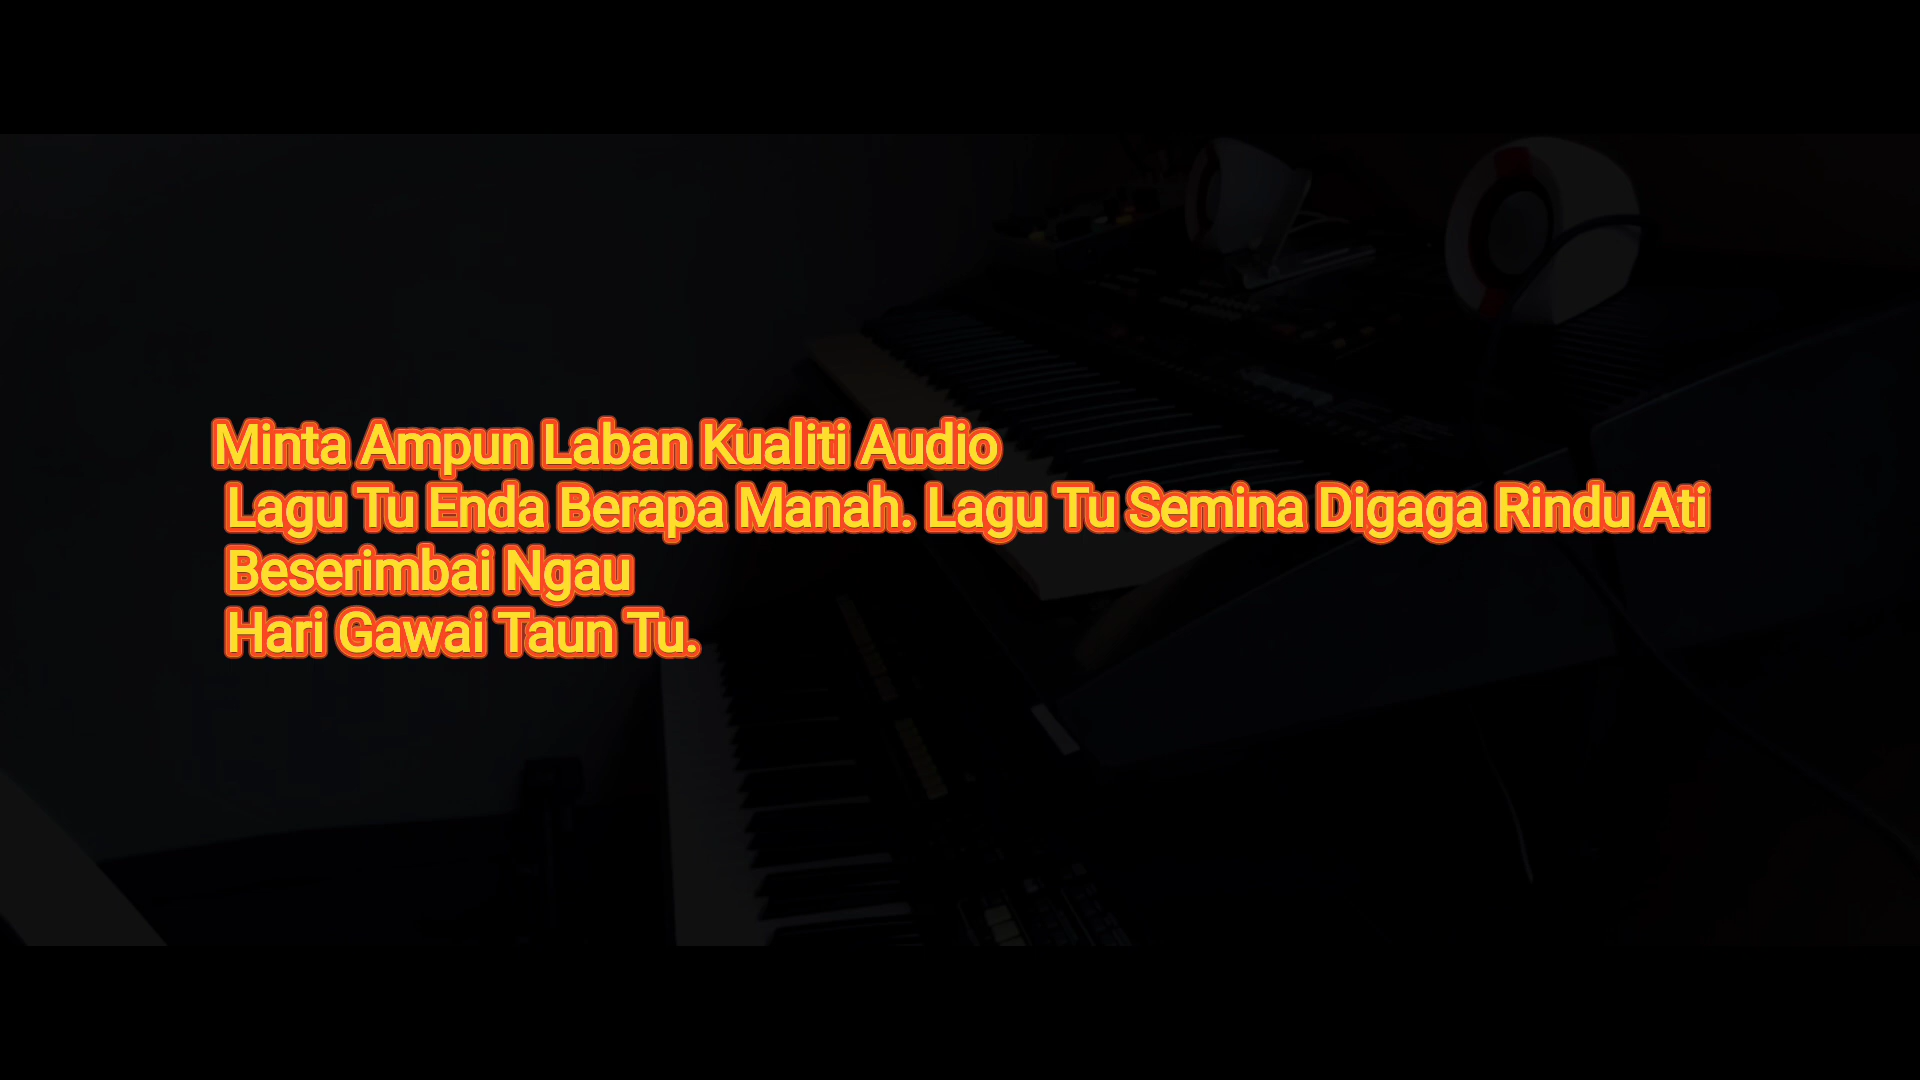 Minta Ampun Laban Kualiti Audio
Lagu Tu Enda Berapa Manah. Lagu Tu Semina Digaga Rindu Ati
Beserimbai Ngau
Hari Gawai Taun Tu.